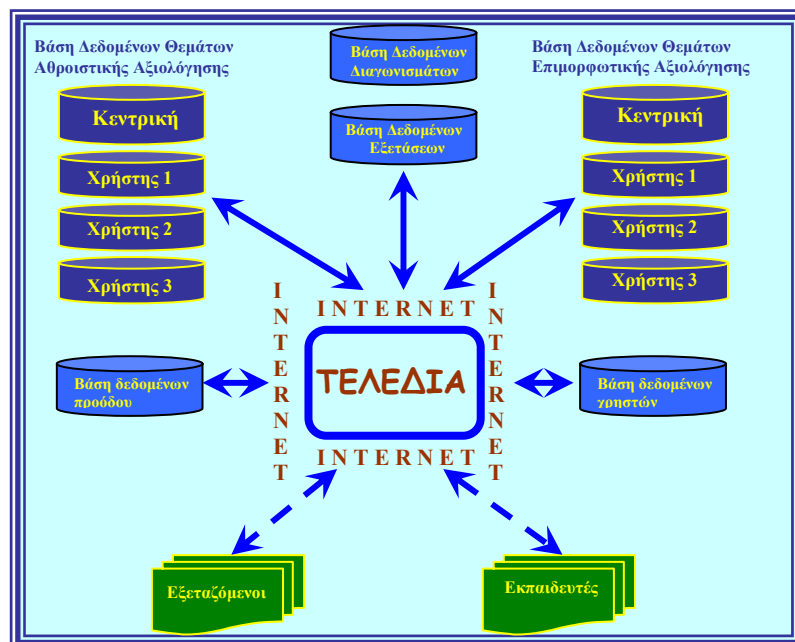 Βάση Δεδομένων Θεμάτων
Αθροιστικής Αξιολόγησης
Κεντρική
Χρήστης 1
Χρήστης 2
Χρήστης 3
Βάση Δεδομένων
Διαγωνισμάτων
Βάση Δεδομένων
Εξετάσεων
Βάση Δεδομένων Θεμάτων
Επιμορφωτικής Αξιολόγησης
Κεντρική
Χρήστης 1
Χρήστης 2
Χρήστης 3
INTERNET
INTERNET
INTERNET
ΤΕΛΕΔΙΑ
INTERNET
Βάση δεδομένων
προόδου
Βάση δεδομένων
χρηστών
Εξεταζόμενοι
Εκπαιδευτές